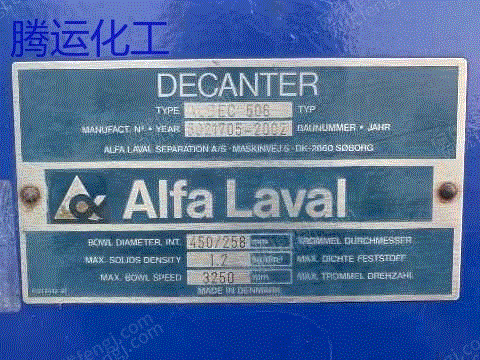 腾运化工
DECANTER
TYPE 606 TYP
MANUFACT. Nº • YEAR -2002 BAUNUMMER • JAHR
ALFA LAVAL SEPARATION A/S • MASKINVEJ 5 • DK-2860 SØBORG
Alfa Laval
BOWL DIAMETER, INT. 450/258 mm TROMMEL DURCHMESSER
MAX. SOLIDS DENSITY 1.2 MAX. DICHTE FESTSTOFF
MAX. BOWL SPEED 3250 MAX. TROMMEL DREHZAHL
MADE IN DENMARK